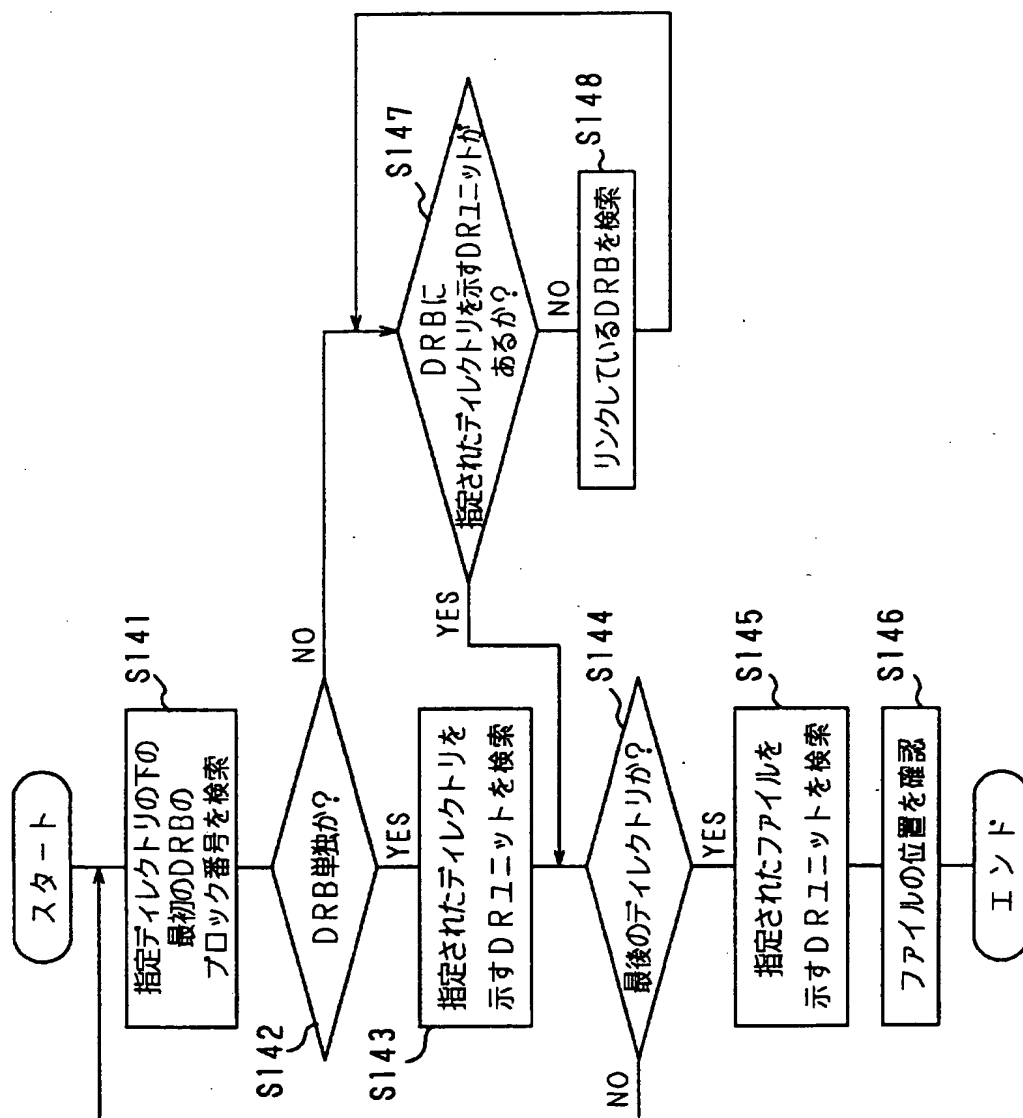 スタート
S141
指定ディレクトリの下の
最初のDRBの
ブロック番号を検索
S142
DRB単独か?
NO
YES
S143
指定されたディレクトリを
示すDRユニットを検索
S144
最後のディレクトリか?
NO
YES
S145
指定されたファイルを
示すDRユニットを検索
S146
ファイルの位置を確認
エンド
S147
DRBに
指定されたディレクトリを示すDRユニットが
あるか?
YES
NO
S148
リンクしているDRBを検索